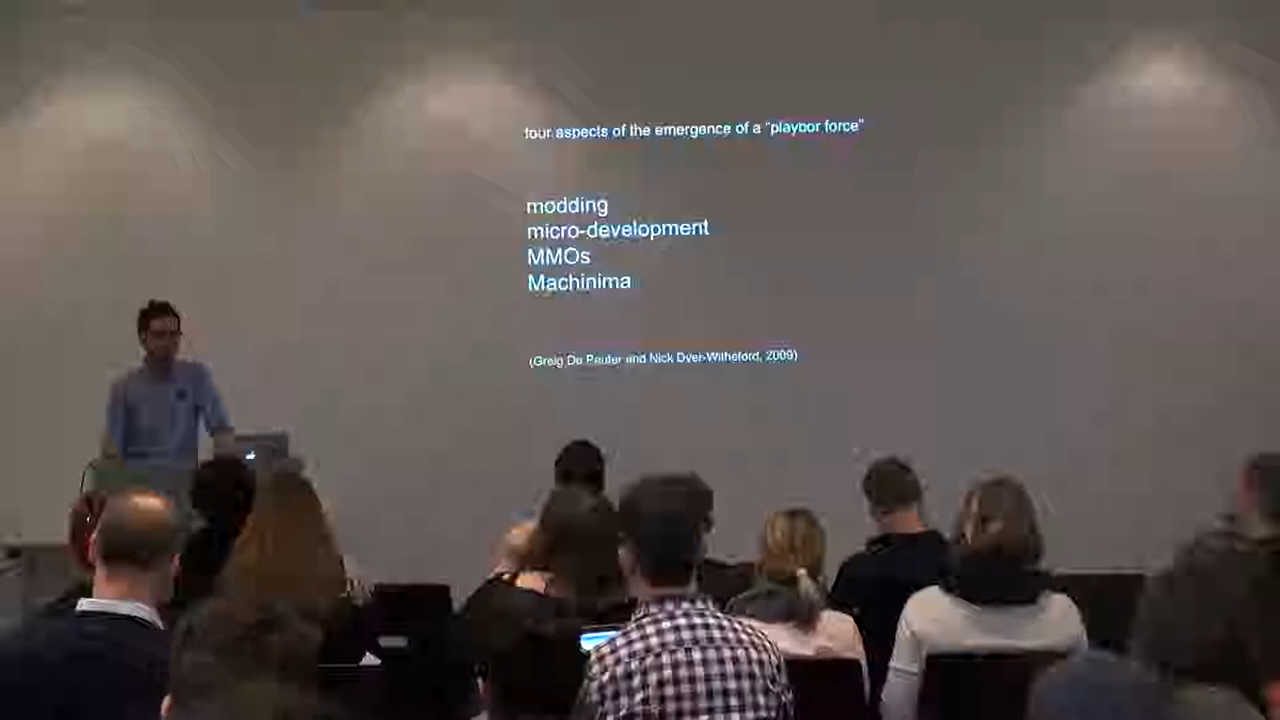 four aspects of the emergence of a "playbor force"
modding
micro-development
MMOs
Machinima
(Greig De Peuter and Nick Dyer-Witheford, 2009)